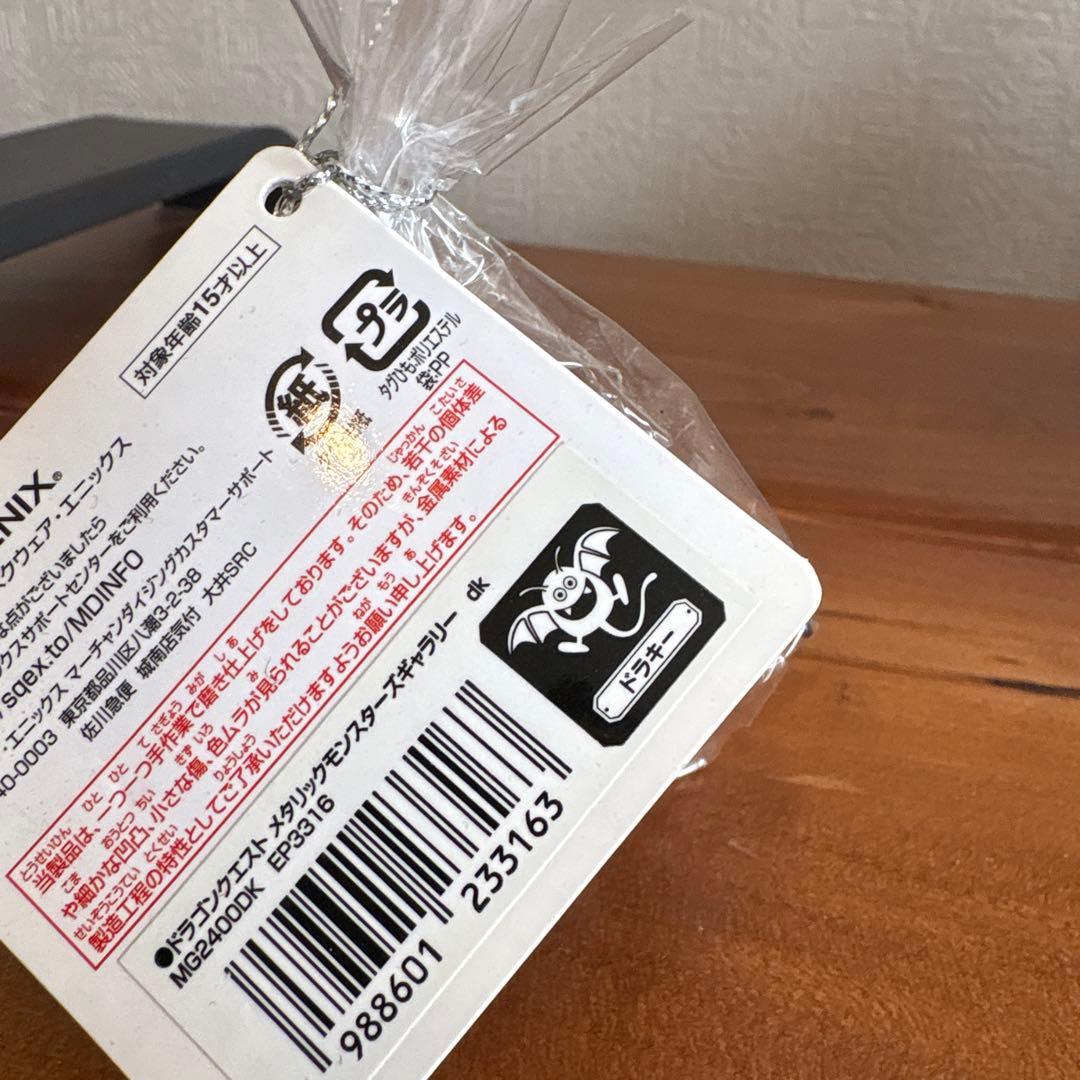 対象年齢15才以上
プラ
タグひも:ポリエステル
袋:PP
紙
NIX®
スクウェア・エニックス
な点がございましたら
ックスサポートセンターをご利用ください。
/sqex.to/MDINFO
・エニックス マーチャンダイジングカスタマーサポート
40-0003 東京都品川区八潮3-2-38
佐川急便 城南店気付 大井SRC
当製品は、一つ一つ手作業で磨き仕上げをしております。そのため、若干の個体差
や細かな凹凸、小さな傷、色ムラが見られることがございますが、金属素材による
製造工程の特性としてご了承いただけますようお願い申し上げます。
●ドラゴンクエスト メタリックモンスターズギャラリー dk
MG2400DK EP3316
988601 233163
ドラキー